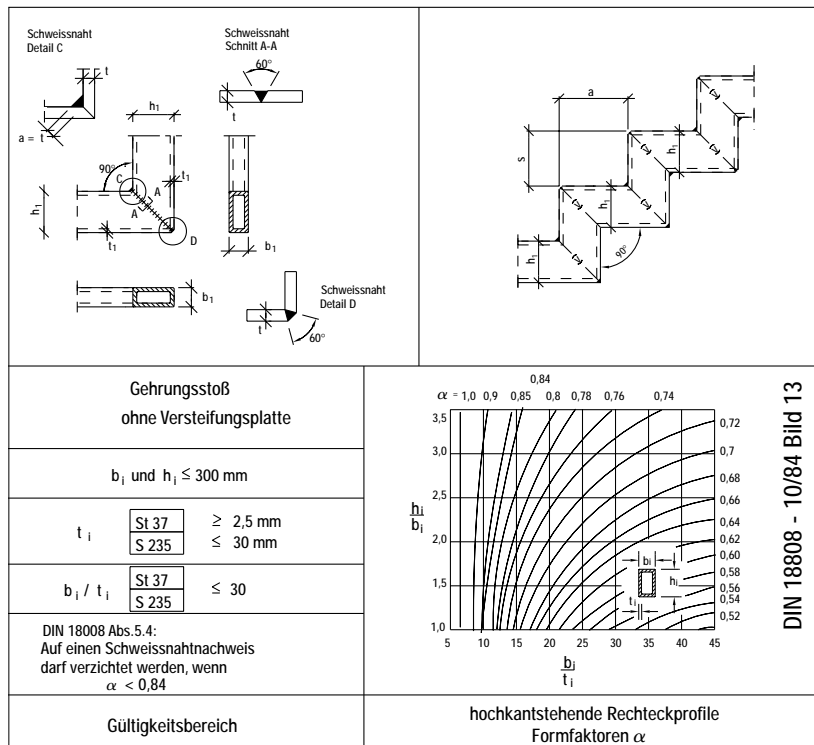 Schweissnaht
Detail C
t
a = t
Schweissnaht
Schnitt A-A
60°
t
h1
90°
C
t1
A
A
h1
t1
D
b1
b1
Schweissnaht
Detail D
t
60°
a
s
h1
h1
h1
90°
Gehrungsstoß
ohne Versteifungsplatte
b i und h i ≤ 300 mm
t i St 37 ≥ 2,5 mm
S 235 ≤ 30 mm
b i / t i St 37 ≤ 30
S 235
DIN 18008 Abs.5.4:
Auf einen Schweissnahtnachweis
darf verzichtet werden, wenn
α < 0,84
Gültigkeitsbereich
0,84
α = 1,0 0,9 0,85 0,8 0,78 0,76 0,74
3,5
3,0
2,5
2,0
1,5
1,0
hi
bi
0,72
0,7
0,68
0,66
0,64
0,62
0,60
0,58
0,56
0,54
0,52
bi
hi
ti
5 10 15 20 25 30 35 40 45
bi
ti
DIN 18808 - 10/84 Bild 13
hochkantstehende Rechteckprofile
Formfaktoren α